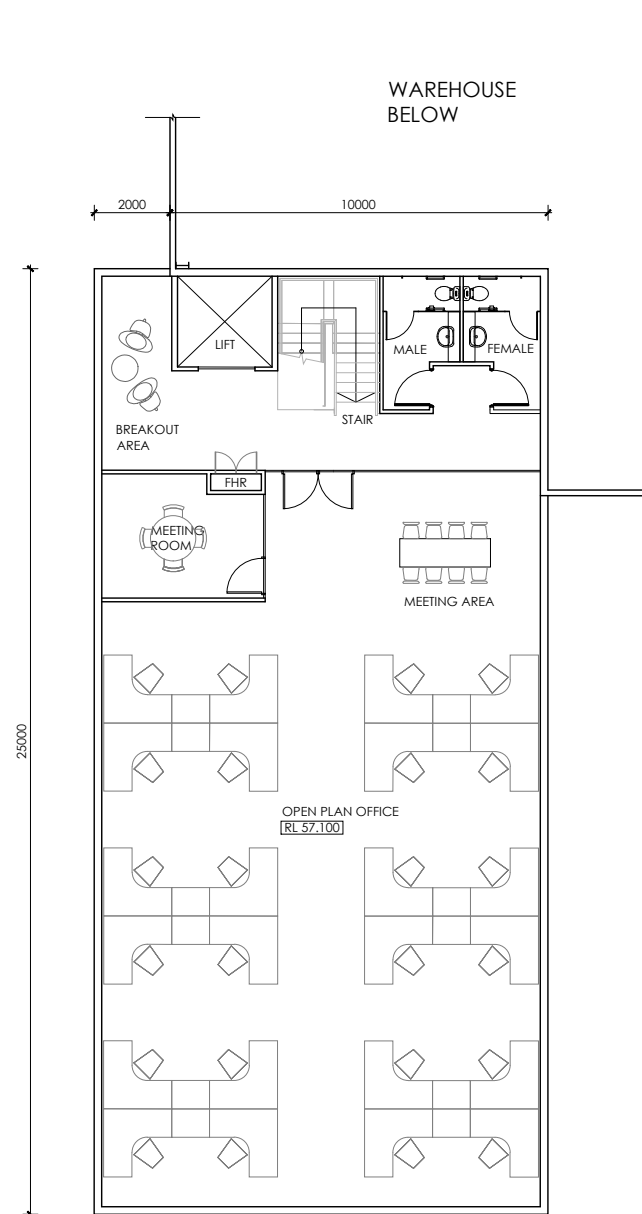 WAREHOUSE
BELOW
2000
10000
LIFT
MALE
FEMALE
STAIR
BREAKOUT
AREA
FHR
MEETING
ROOM
MEETING AREA
25000
OPEN PLAN OFFICE
RL 57.100